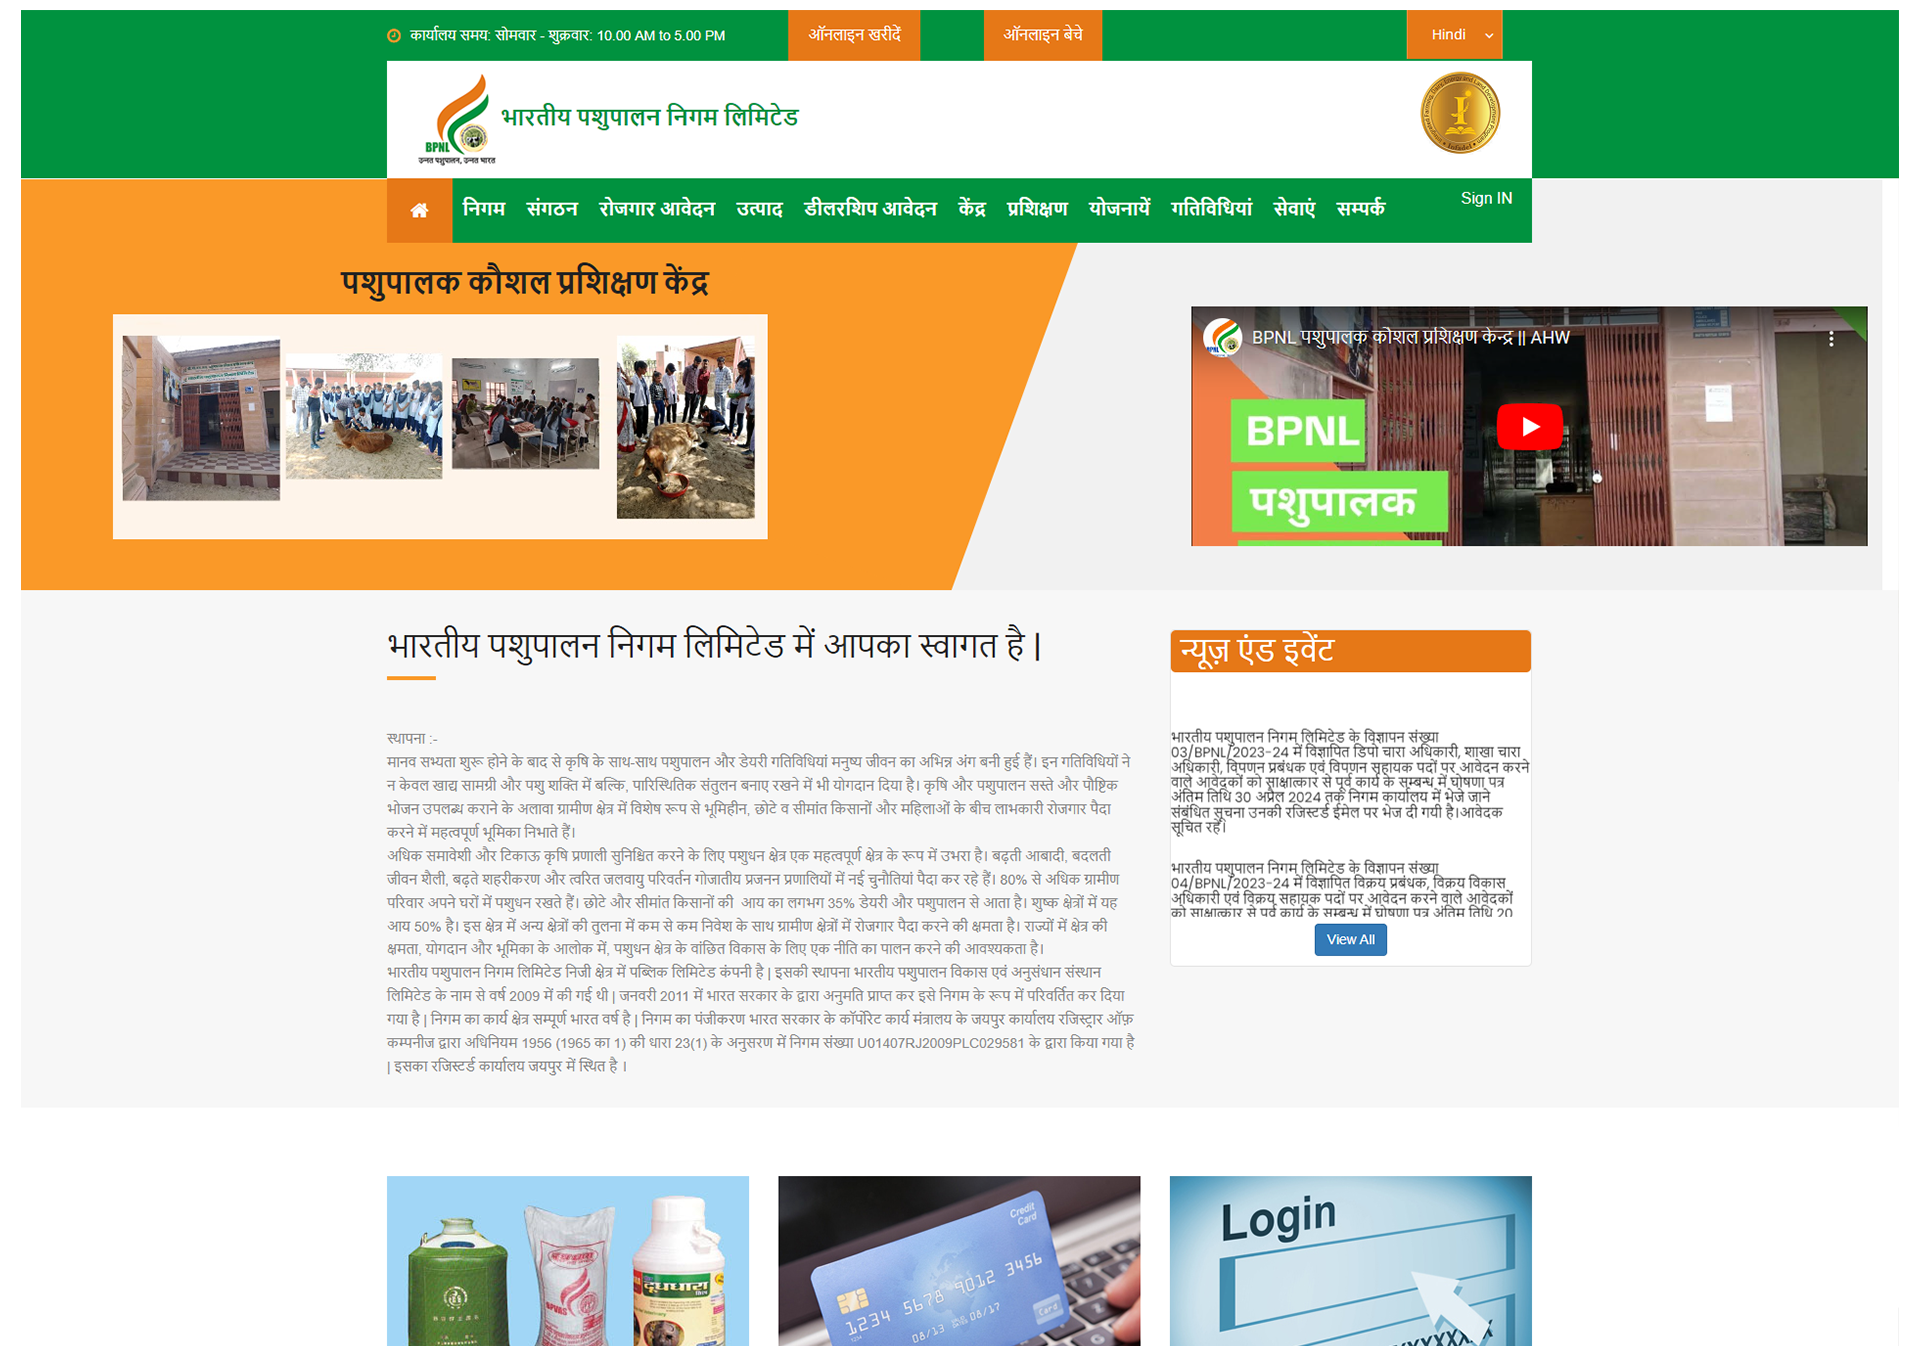 कार्यालय समय: सोमवार - शुक्रवार: 10.00 AM to 5.00 PM
ऑनलाइन खरीदें
ऑनलाइन बेचे
Hindi
BPNL
उन्नत पशुपालन, उन्नत भारत
भारतीय पशुपालन निगम लिमिटेड
निगम संगठन रोजगार आवेदन उत्पाद डीलरशिप आवेदन केंद्र प्रशिक्षण योजनायें गतिविधियां सेवाएं सम्पर्क
Sign IN
पशुपालक कौशल प्रशिक्षण केंद्र
BPNL पशुपालक कौशल प्रशिक्षण केन्द्र || AHW
BPNL
पशुपालक
भारतीय पशुपालन निगम लिमिटेड में आपका स्वागत है |
स्थापना :-
मानव सभ्यता शुरू होने के बाद से कृषि के साथ-साथ पशुपालन और डेयरी गतिविधियां मनुष्य जीवन का अभिन्न अंग बनी हुई हैं। इन गतिविधियों ने
न केवल खाद्य सामग्री और पशु शक्ति में बल्कि, पारिस्थितिक संतुलन बनाए रखने में भी योगदान दिया है। कृषि और पशुपालन सस्ते और पौष्टिक
भोजन उपलब्ध कराने के अलावा ग्रामीण क्षेत्र में विशेष रूप से भूमिहीन, छोटे व सीमांत किसानों और महिलाओं के बीच लाभकारी रोजगार पैदा
करने में महत्वपूर्ण भूमिका निभाते हैं।
अधिक समावेशी और टिकाऊ कृषि प्रणाली सुनिश्चित करने के लिए पशुधन क्षेत्र एक महत्वपूर्ण क्षेत्र के रूप में उभरा है। बढ़ती आबादी, बदलती
जीवन शैली, बढ़ते शहरीकरण और त्वरित जलवायु परिवर्तन गोजातीय प्रजनन प्रणालियों में नई चुनौतियां पैदा कर रहे हैं। 80% से अधिक ग्रामीण
परिवार अपने घरों में पशुधन रखते हैं। छोटे और सीमांत किसानों की आय का लगभग 35% डेयरी और पशुपालन से आता है। शुष्क क्षेत्रों में यह
आय 50% है। इस क्षेत्र में अन्य क्षेत्रों की तुलना में कम से कम निवेश के साथ ग्रामीण क्षेत्रों में रोजगार पैदा करने की क्षमता है। राज्यों में क्षेत्र की
क्षमता, योगदान और भूमिका के आलोक में, पशुधन क्षेत्र के वांछित विकास के लिए एक नीति का पालन करने की आवश्यकता है।
भारतीय पशुपालन निगम लिमिटेड निजी क्षेत्र में पब्लिक लिमिटेड कंपनी है | इसकी स्थापना भारतीय पशुपालन विकास एवं अनुसंधान संस्थान
लिमिटेड के नाम से वर्ष 2009 में की गई थी | जनवरी 2011 में भारत सरकार के द्वारा अनुमति प्राप्त कर इसे निगम के रूप में परिवर्तित कर दिया
गया है | निगम का कार्य क्षेत्र सम्पूर्ण भारत वर्ष है | निगम का पंजीकरण भारत सरकार के कॉर्पोरेट कार्य मंत्रालय के जयपुर कार्यालय रजिस्ट्रार ऑफ़
कम्पनीज द्वारा अधिनियम 1956 (1965 का 1) की धारा 23(1) के अनुसरण में निगम संख्या U01407RJ2009PLC029581 के द्वारा किया गया है
| इसका रजिस्टर्ड कार्यालय जयपुर में स्थित है ।
न्यूज़ एंड इवेंट
भारतीय पशुपालन निगम लिमिटेड के विज्ञापन संख्या
03/BPNL/2023-24 में विज्ञापित डिपो चारा अधिकारी, शाखा चारा
अधिकारी, विपणन प्रबंधक एवं विपणन सहायक पदों पर आवेदन करने
वाले आवेदकों को साक्षात्कार से पूर्व कार्य के सम्बन्ध में घोषणा पत्र
अंतिम तिथि 30 अप्रैल 2024 तक निगम कार्यालय में भेजे जाने
संबंधित सूचना उनकी रजिस्टर्ड ईमेल पर भेज दी गयी है।आवेदक
सूचित रहें।
भारतीय पशुपालन निगम लिमिटेड के विज्ञापन संख्या
04/BPNL/2023-24 में विज्ञापित विक्रय प्रबंधक, विक्रय विकास
अधिकारी एवं विक्रय सहायक पदों पर आवेदन करने वाले आवेदकों
को साक्षात्कार से पूर्व कार्य के सम्बन्ध में घोषणा पत्र अंतिम तिथि 20
View All
BPVAS
दूधधारा
Credit
Card
1234 5678 9012 3456
08/13 08/17
Card
Login
XXXXXXX